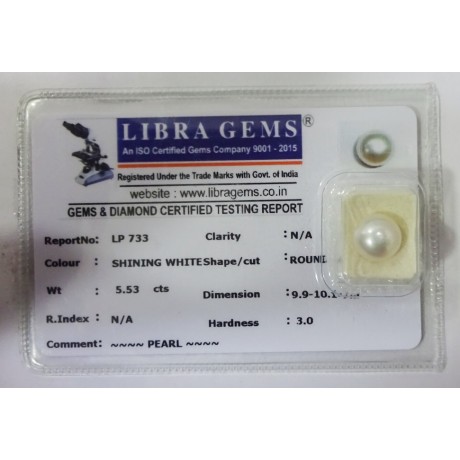 LIBRA GEMS®
An ISO Certified Gems Company 9001 - 2015
Registered Under the Trade Marks with Govt. of India
website : www.libragems.co.in
GEMS & DIAMOND CERTIFIED TESTING REPORT
ReportNo: LP 733 Clarity : N/A
Colour : SHINING WHITE Shape/cut : ROUND
Wt : 5.53 cts Dimension : 9.9-10.1
R.Index : N/A Hardness : 3.0
Comment: ~~~~ PEARL ~~~~